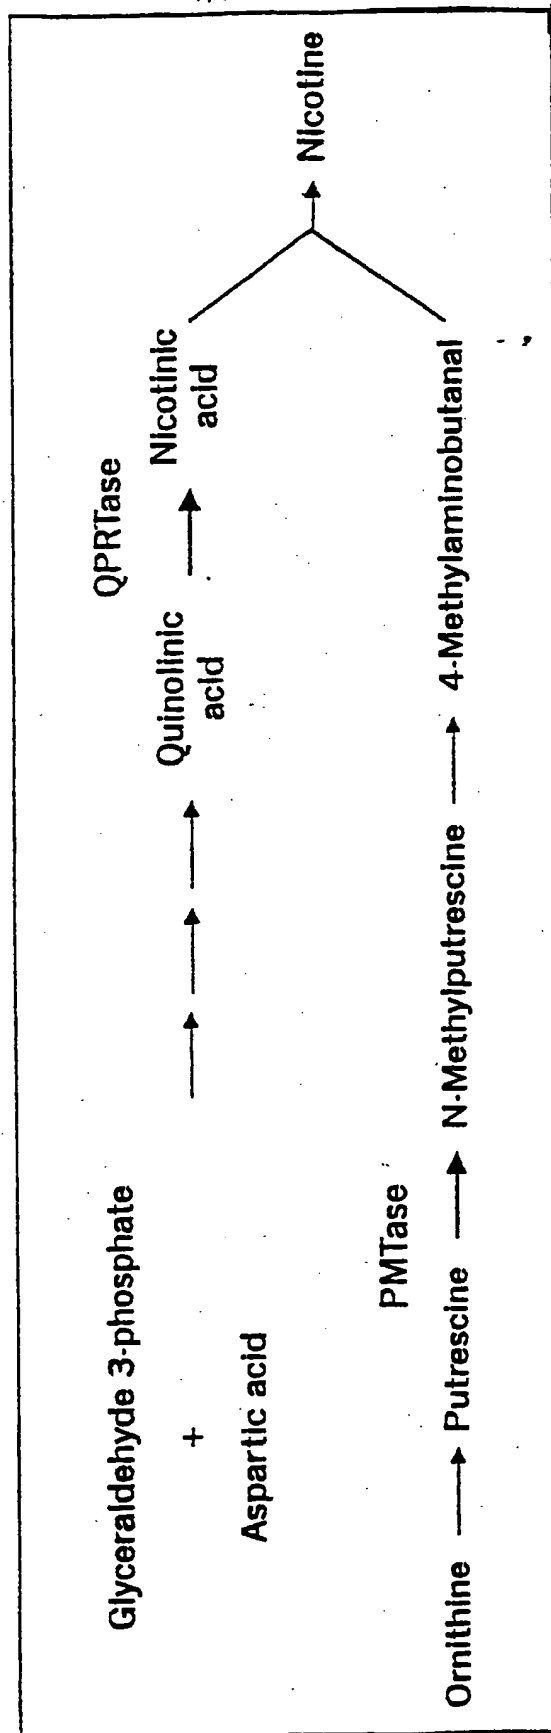 Glyceraldehyde 3-phosphate
+
Aspartic acid
Quinolinic
acid
QPRTase
Nicotinic
acid
Nicotine
Ornithine
Putrescine
PMTase
N-Methylputrescine
4-Methylaminobutanal